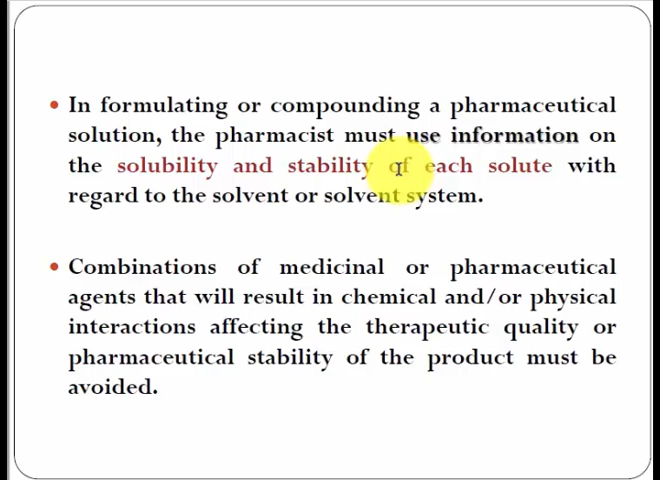 In formulating or compounding a pharmaceutical
solution, the pharmacist must use information on
the solubility and stability of each solute with
regard to the solvent or solvent system.
Combinations of medicinal or pharmaceutical
agents that will result in chemical and/or physical
interactions affecting the therapeutic quality or
pharmaceutical stability of the product must be
avoided.